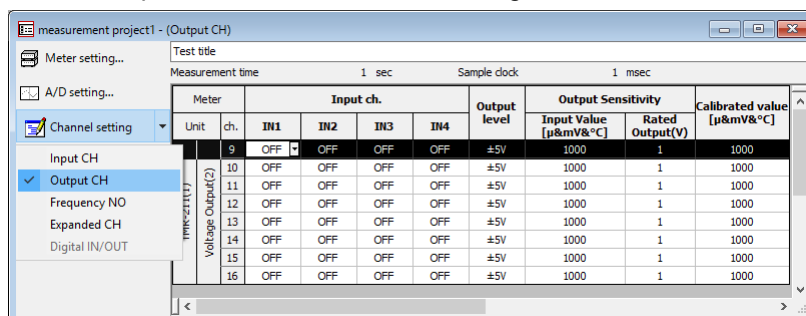 measurement project1 - (Output CH)
Meter setting...
A/D setting...
Channel setting
Input CH
Output CH
Frequency NO
Expanded CH
Digital IN/OUT
Test title
Measurement time 1 sec Sample clock 1 msec
Meter Input ch. Output level Output Sensitivity Calibrated value [µ&mV&°C]
Unit ch. IN1 IN2 IN3 IN4 Input Value [µ&mV&°C] Rated Output(V)
TMR-211(1)
Voltage Output(2)
9 OFF OFF OFF OFF ±5V 1000 1 1000
10 OFF OFF OFF OFF ±5V 1000 1 1000
11 OFF OFF OFF OFF ±5V 1000 1 1000
12 OFF OFF OFF OFF ±5V 1000 1 1000
13 OFF OFF OFF OFF ±5V 1000 1 1000
14 OFF OFF OFF OFF ±5V 1000 1 1000
15 OFF OFF OFF OFF ±5V 1000 1 1000
16 OFF OFF OFF OFF ±5V 1000 1 1000